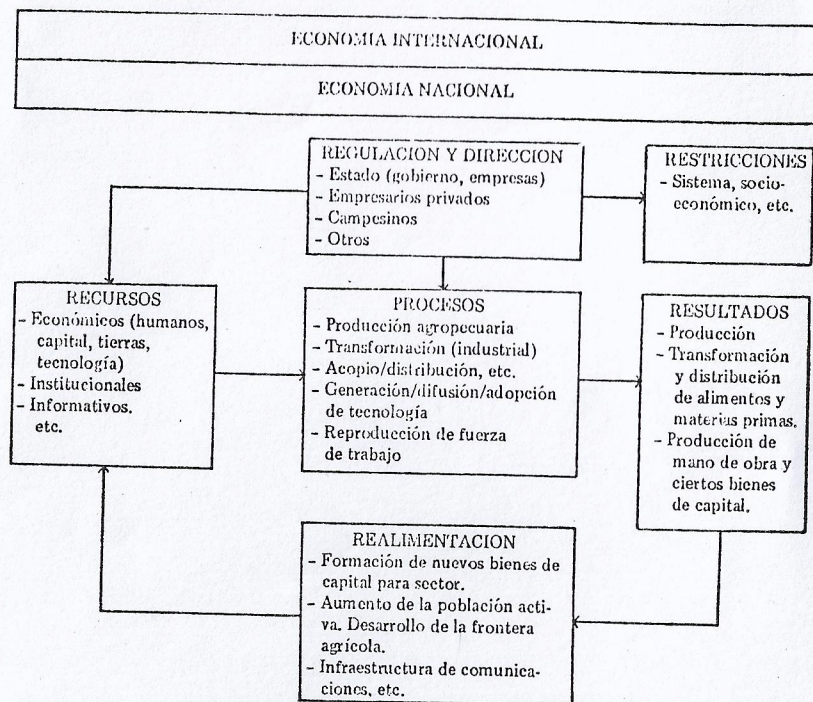 ECONOMIA INTERNACIONAL
ECONOMIA NACIONAL
REGULACION Y DIRECCION
- Estado (gobierno, empresas)
- Empresarios privados
- Campesinos
- Otros
RESTRICCIONES
- Sistema, socio-
económico, etc.
RECURSOS
- Económicos (humanos,
capital, tierras,
tecnología)
- Institucionales
- Informativos.
etc.
PROCESOS
- Producción agropecuaria
- Transformación (industrial)
- Acopio/distribución, etc.
- Generación/difusión/adopción
de tecnología
- Reproducción de fuerza
de trabajo
RESULTADOS
- Producción
- Transformación
y distribución
de alimentos y
materias primas.
- Producción de
mano de obra y
ciertos bienes
de capital.
REALIMENTACION
- Formación de nuevos bienes de
capital para sector.
- Aumento de la población acti-
va. Desarrollo de la frontera
agrícola.
- Infraestructura de comunica-
ciones, etc.